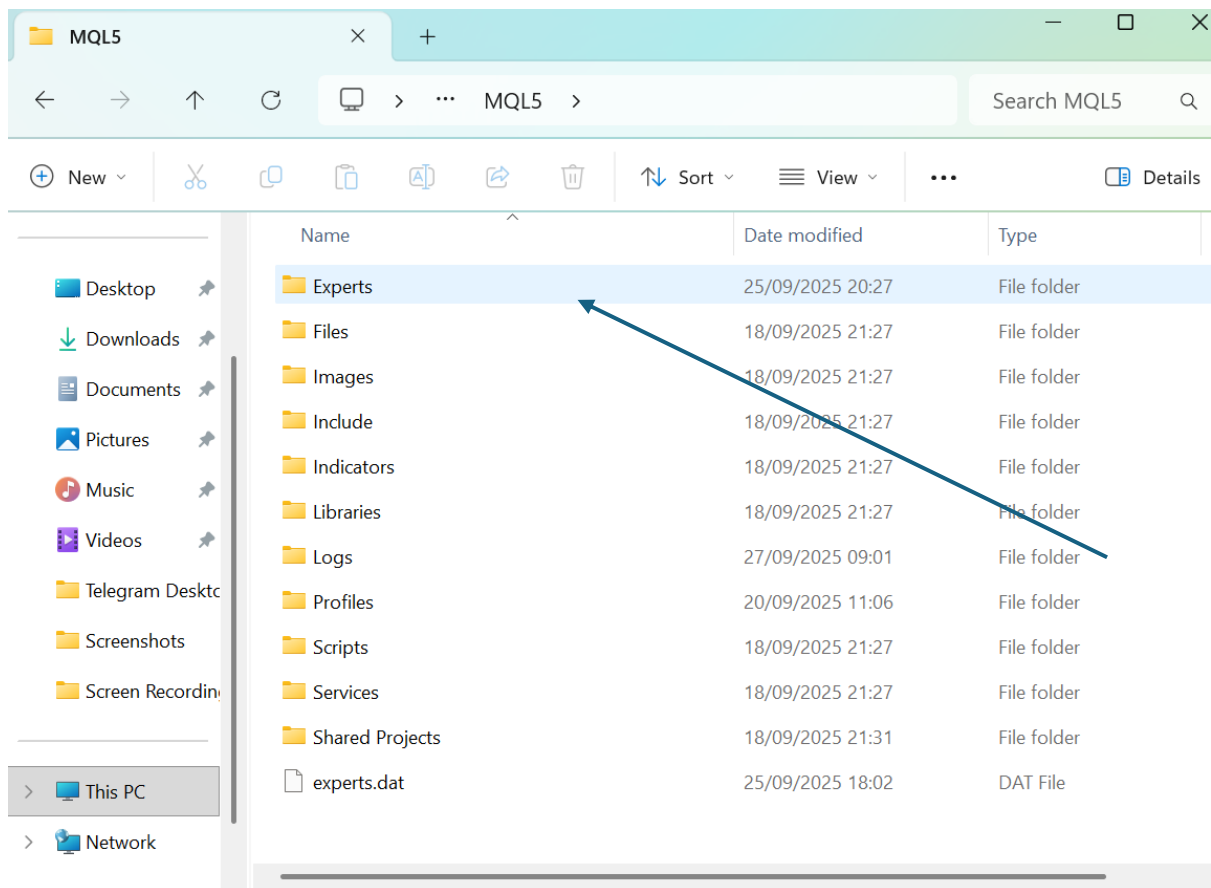 MQL5
MQL5
Search MQL5
New
Sort
View
Details
Name Date modified Type
Desktop
Downloads
Documents
Pictures
Music
Videos
Telegram Deskto
Screenshots
Screen Recording
This PC
Network
Experts 25/09/2025 20:27 File folder
Files 18/09/2025 21:27 File folder
Images 18/09/2025 21:27 File folder
Include 18/09/2025 21:27 File folder
Indicators 18/09/2025 21:27 File folder
Libraries 18/09/2025 21:27 File folder
Logs 27/09/2025 09:01 File folder
Profiles 20/09/2025 11:06 File folder
Scripts 18/09/2025 21:27 File folder
Services 18/09/2025 21:27 File folder
Shared Projects 18/09/2025 21:31 File folder
experts.dat 25/09/2025 18:02 DAT File